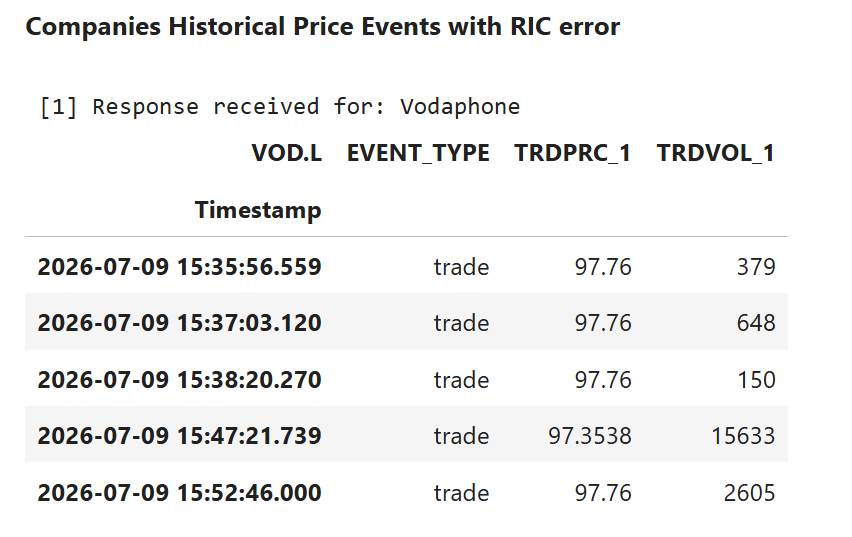 Companies Historical Price Events with RIC error
[1] Response received for: Vodaphone
VOD.L EVENT_TYPE TRDPRC_1 TRDVOL_1
Timestamp
2026-07-09 15:35:56.559 trade 97.76 379
2026-07-09 15:37:03.120 trade 97.76 648
2026-07-09 15:38:20.270 trade 97.76 150
2026-07-09 15:47:21.739 trade 97.3538 15633
2026-07-09 15:52:46.000 trade 97.76 2605